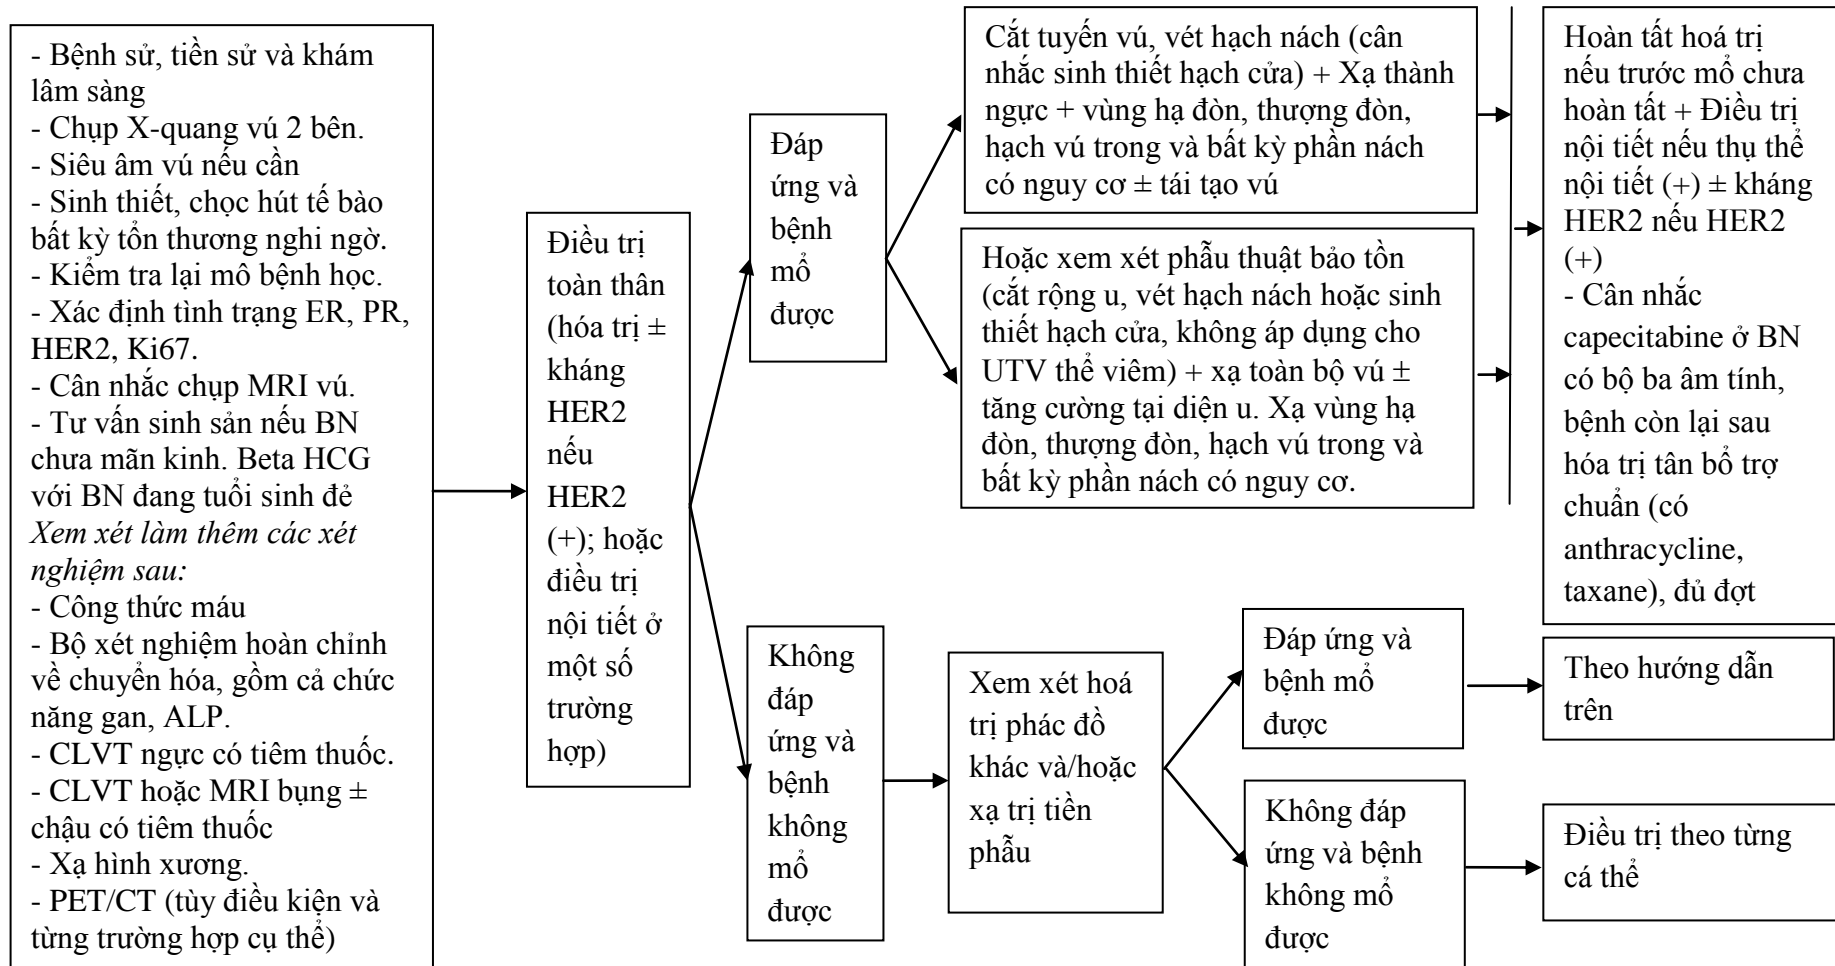 - Bệnh sử, tiền sử và khám
lâm sàng
- Chụp X-quang vú 2 bên.
- Siêu âm vú nếu cần
- Sinh thiết, chọc hút tế bào
bất kỳ tổn thương nghi ngờ.
- Kiểm tra lại mô bệnh học.
- Xác định tình trạng ER, PR,
HER2, Ki67.
- Cân nhắc chụp MRI vú.
- Tư vấn sinh sản nếu BN
chưa mãn kinh. Beta HCG
với BN đang tuổi sinh đẻ
Xem xét làm thêm các xét
nghiệm sau:
- Công thức máu
- Bộ xét nghiệm hoàn chỉnh
về chuyển hóa, gồm cả chức
năng gan, ALP.
- CLVT ngực có tiêm thuốc.
- CLVT hoặc MRI bụng ±
chậu có tiêm thuốc
- Xạ hình xương.
- PET/CT (tùy điều kiện và
từng trường hợp cụ thể)
Điều trị
toàn thân
(hóa trị ±
kháng
HER2
nếu
HER2
(+); hoặc
điều trị
nội tiết ở
một số
trường
hợp)
Đáp
ứng và
bệnh
mổ
được
Cắt tuyến vú, vét hạch nách (cân
nhắc sinh thiết hạch cửa) + Xạ thành
ngực + vùng hạ đòn, thượng đòn,
hạch vú trong và bất kỳ phần nách
có nguy cơ ± tái tạo vú
Hoặc xem xét phẫu thuật bảo tồn
(cắt rộng u, vét hạch nách hoặc sinh
thiết hạch cửa, không áp dụng cho
UTV thể viêm) + xạ toàn bộ vú ±
tăng cường tại diện u. Xạ vùng hạ
đòn, thượng đòn, hạch vú trong và
bất kỳ phần nách có nguy cơ.
Hoàn tất hoá trị
nếu trước mổ chưa
hoàn tất + Điều trị
nội tiết nếu thụ thể
nội tiết (+) ± kháng
HER2 nếu HER2
(+)
- Cân nhắc
capecitabine ở BN
có bộ ba âm tính,
bệnh còn lại sau
hóa trị tân bổ trợ
chuẩn (có
anthracycline,
taxane), đủ đợt
Không
đáp
ứng và
bệnh
không
mổ
được
Xem xét hoá
trị phác đồ
khác và/hoặc
xạ trị tiền
phẫu
Đáp ứng và
bệnh mổ
được
Theo hướng dẫn
trên
Không đáp
ứng và bệnh
không mổ
được
Điều trị theo từng
cá thể